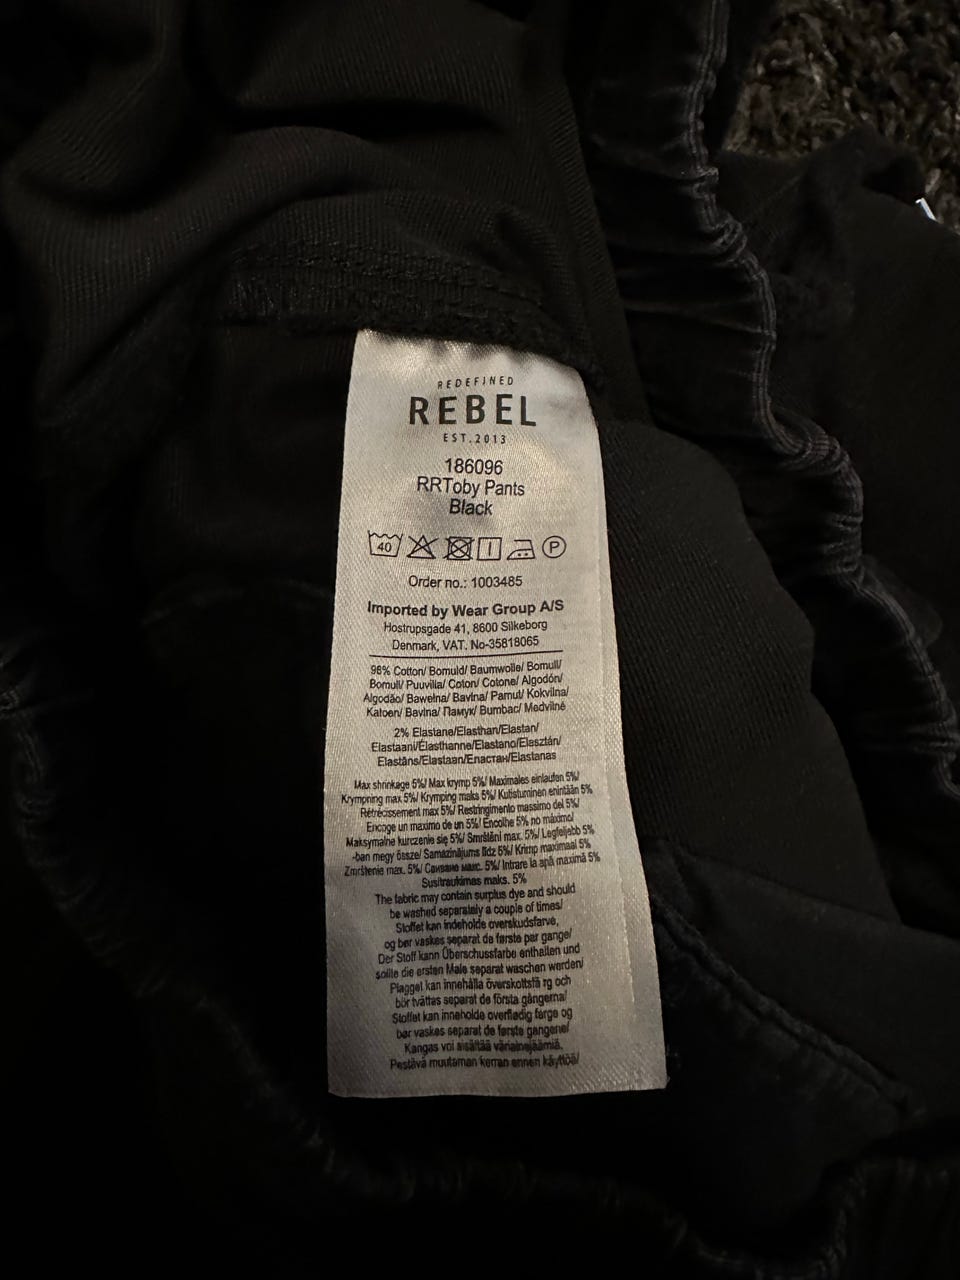 REDEFINED
REBEL
EST.2013
186096
RRToby Pants
Black
40 P
Order no.: 1003485
Imported by Wear Group A/S
Hostrupsgade 41, 8600 Silkeborg
Denmark, VAT. No-35818065
98% Cotton/ Bomuld/ Baumwolle/ Bomull/
Bomull/ Puuvilla/ Coton/ Cotone/ Algodón/
Algodão/ Bawełna/ Bavlna/ Pamut/ Kokvilna/
Katoen/ Bavlna/ Памук/ Bumbac/ Medvilné
2% Elastane/Elasthan/Elastan/
Elastaani/Élasthanne/Elastano/Elasztán/
Elastāns/Elastaan/Еластан/Elastanas
Max shrinkage 5%/ Max krymp 5%/ Maximales einlaufen 5%/
Krympning max 5%/ Krymping maks 5%/ Kutistuminen enintään 5%
Rétrécissement max 5%/ Restringimento massimo del 5%/
Encoge un maximo de un 5%/ Encolhe 5% no máximo/
Maksymalne kurczenie się 5%/ Smrštěni max. 5%/ Legfeljebb 5%
-ban megy össze/ Samazinājums līdz 5%/ Krimp maximaal 5%
Zmrštenie max. 5%/ Свиване макс. 5%/ Intrare la apă maximă 5%
Susitraukimas maks. 5%
The fabric may contain surplus dye and should
be washed separately a couple of times/
Stoffet kan indeholde overskudsfarve,
og bør vaskes separat de første par gange/
Der Stoff kann Überschussfarbe enthalten und
sollte die ersten Male separat waschen werden/
Plagget kan innehålla överskottsfä rg och
bör tvättas separat de första gångerna/
Stoffet kan inneholde overflødig farge og
bør vaskes separat de første gangene/
Kangas voi sisältää väriainejäämiä,
Pestävä muutaman kerran ennen käyttöä/